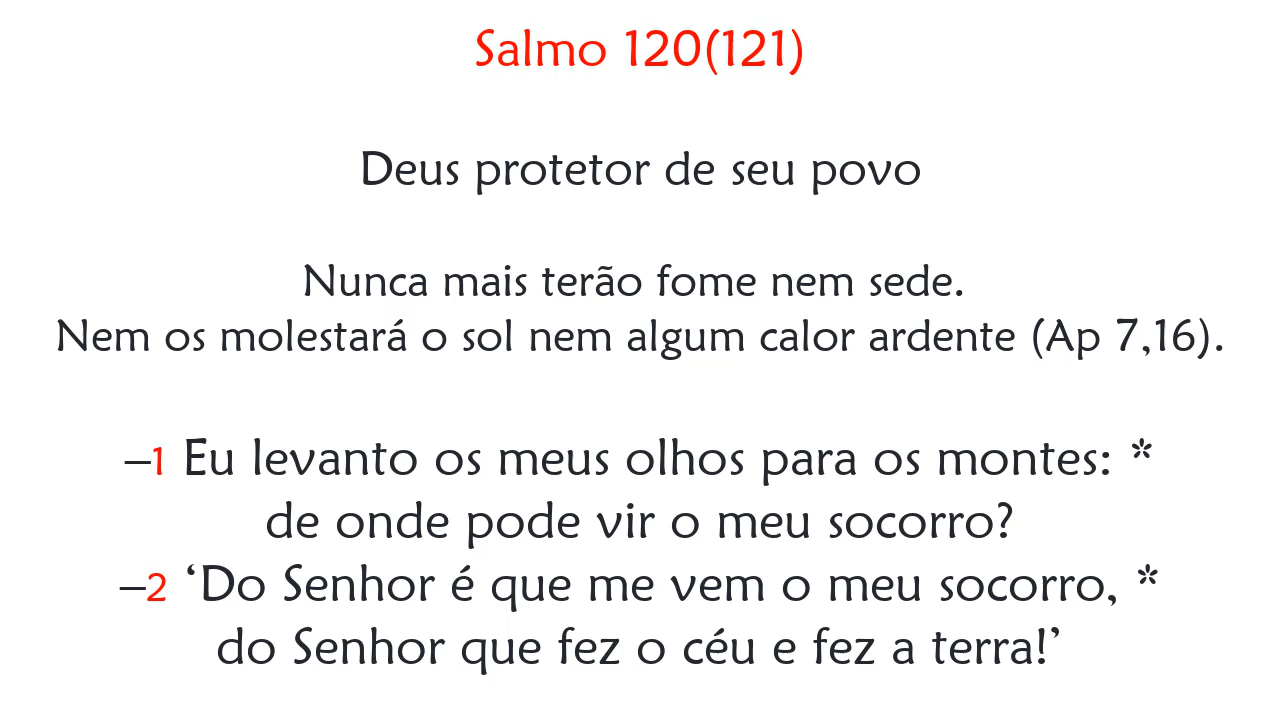 Salmo 120(121)
Deus protetor de seu povo
Nunca mais terão fome nem sede.
Nem os molestará o sol nem algum calor ardente (Ap 7,16).
–1 Eu levanto os meus olhos para os montes: *
de onde pode vir o meu socorro?
–2 ‘Do Senhor é que me vem o meu socorro, *
do Senhor que fez o céu e fez a terra!’